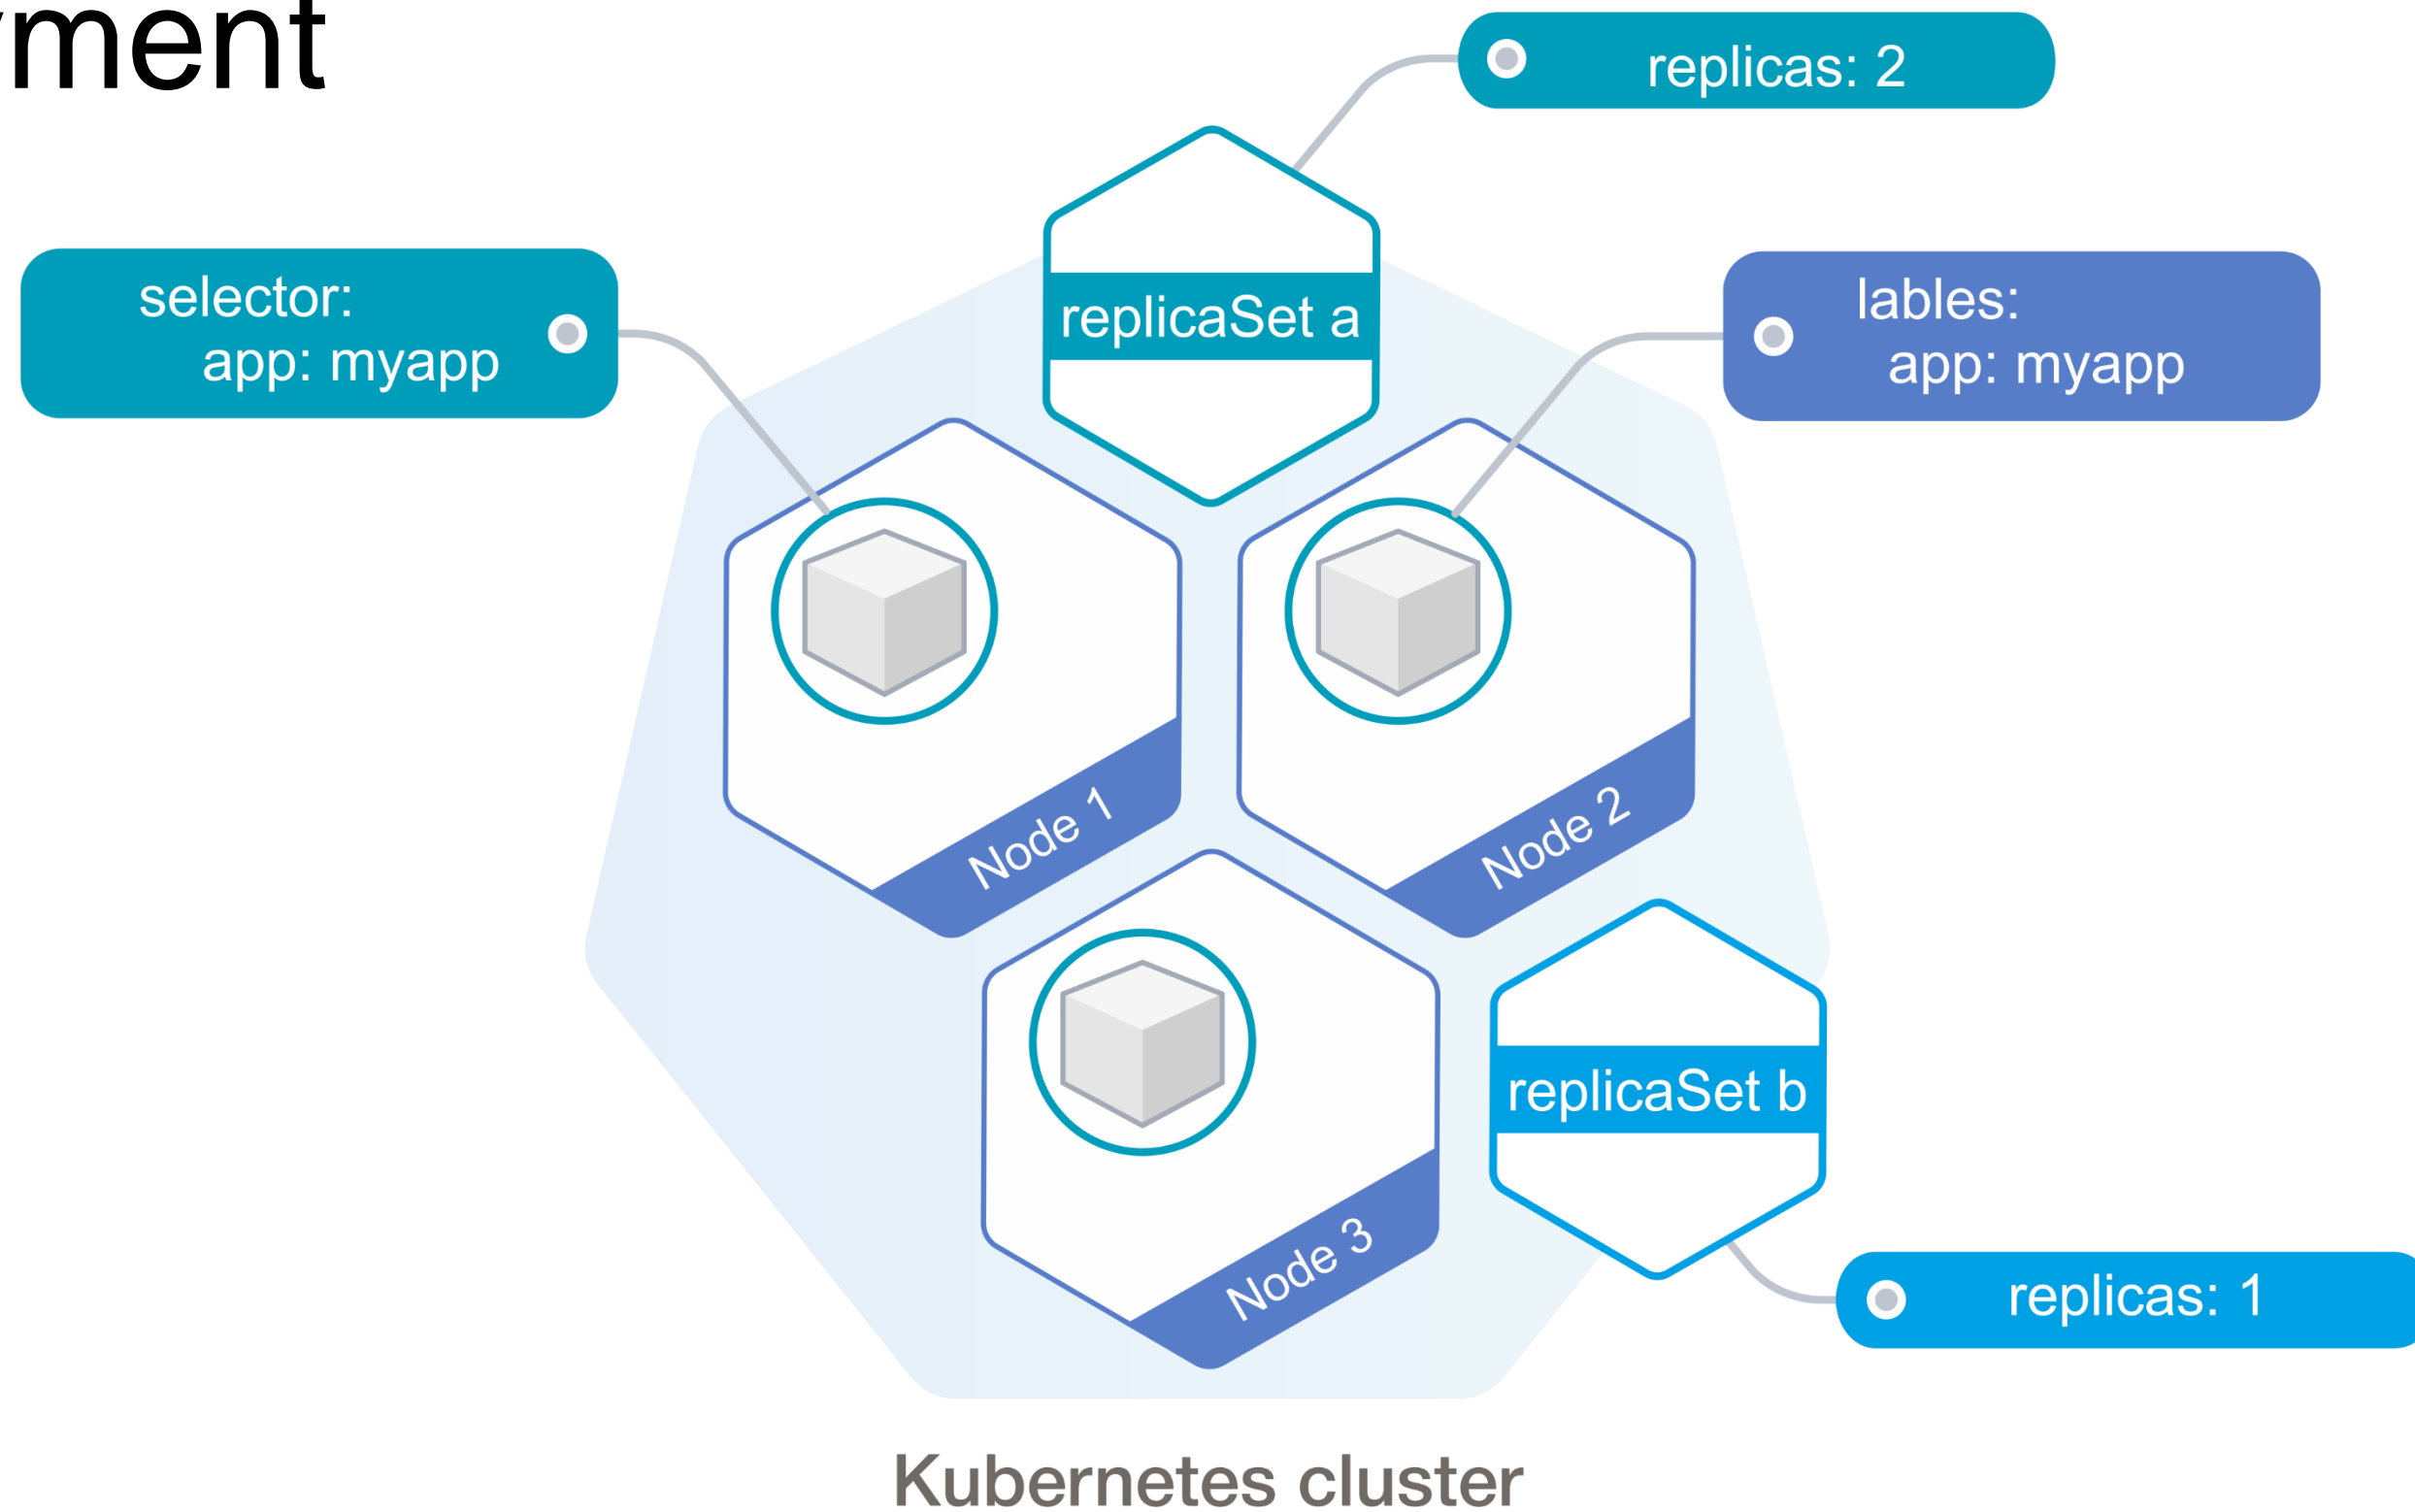 yment
replicas: 2
selector:
app: myapp
replicaSet a
lables:
app: myapp
Node 1
Node 2
replicaSet b
Node 3
replicas: 1
Kubernetes cluster